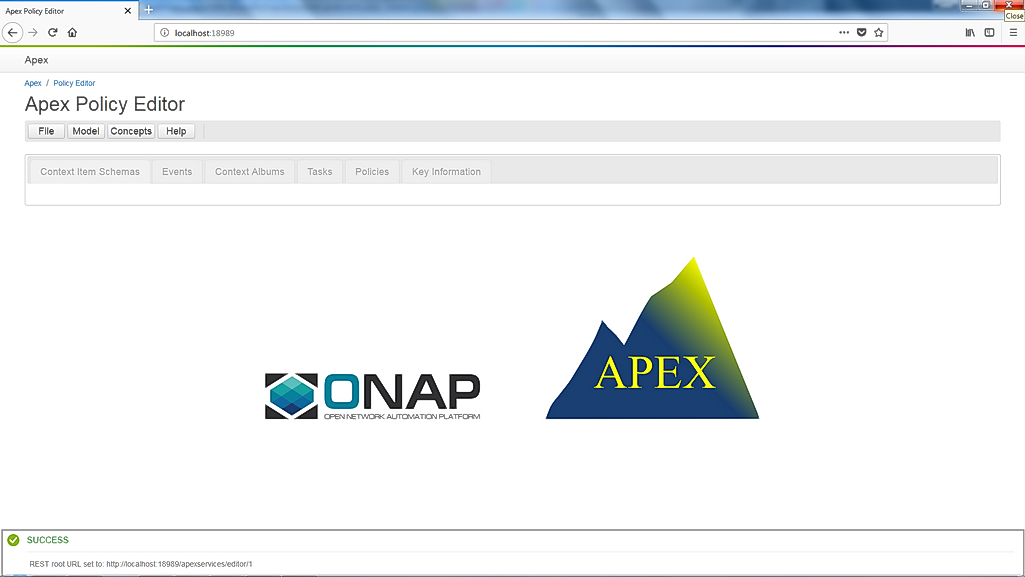 Apex Policy Editor
Close
localhost:18989
Apex
Apex / Policy Editor
Apex Policy Editor
File Model Concepts Help
Context Item Schemas Events Context Albums Tasks Policies Key Information
APEX
ONAP
OPEN NETWORK AUTOMATION PLATFORM
SUCCESS
REST root URL set to: http://localhost:18989/apexservices/editor/1